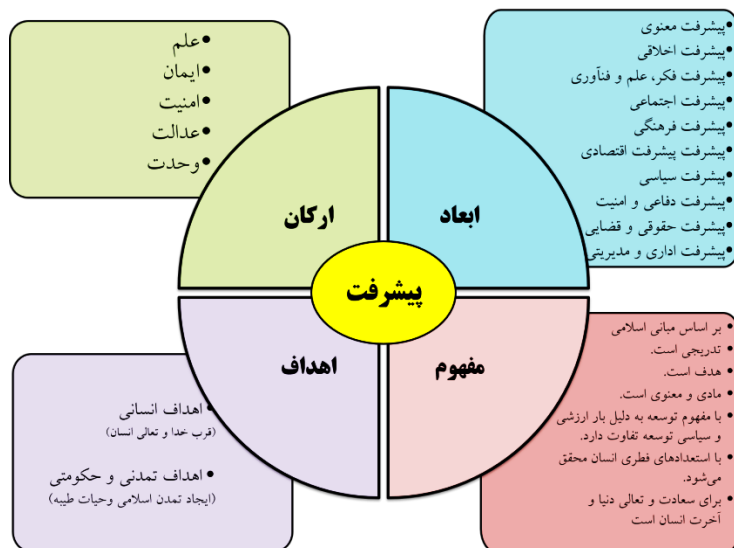 پیشرفت معنوی
پیشرفت اخلاقی
پیشرفت فکر، علم و فنآوری
پیشرفت اجتماعی
پیشرفت فرهنگی
پیشرفت پیشرفت اقتصادی
پیشرفت سیاسی
پیشرفت دفاعی و امنیت
پیشرفت حقوقی و قضایی
پیشرفت اداری و مدیریتی
علم
ایمان
امنیت
عدالت
وحدت
ابعاد
ارکان
پیشرفت
مفهوم
اهداف
بر اساس مبانی اسلامی
تدریجی است.
هدف است.
مادی و معنوی است.
با مفهوم توسعه به دلیل بار ارزشی
و سیاسی توسعه تفاوت دارد.
با استعدادهای فطری انسان محقق
می‌شود.
برای سعادت و تعالی دنیا و
آخرت انسان است
اهداف انسانی
(قرب خدا و تعالی انسان)
اهداف تمدنی و حکومتی
(ایجاد تمدن اسلامی وحیات طیبه)